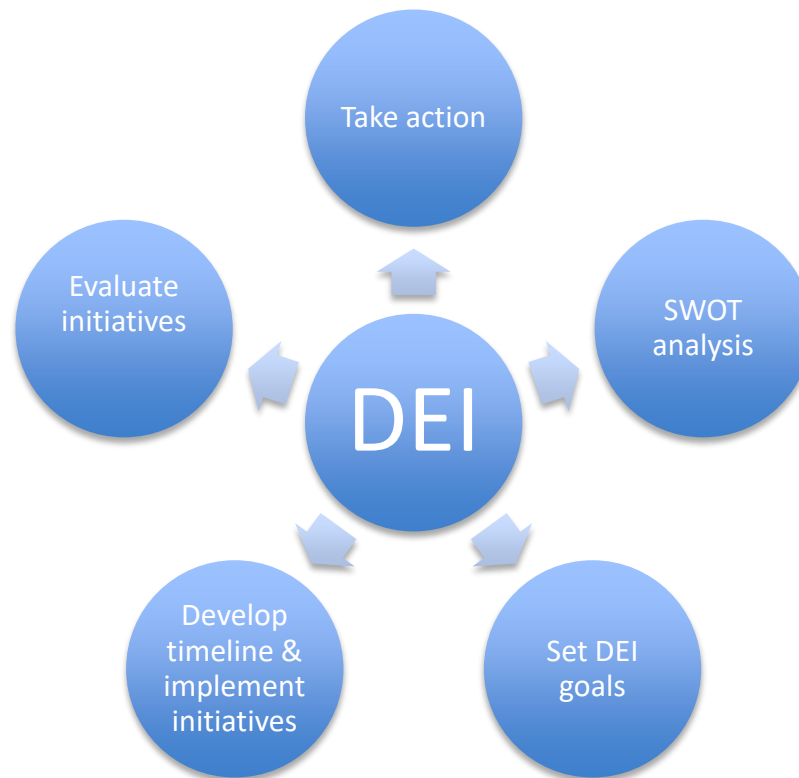 Take action
Evaluate
initiatives
SWOT
analysis
DEI
Develop
timeline &
implement
initiatives
Set DEI
goals